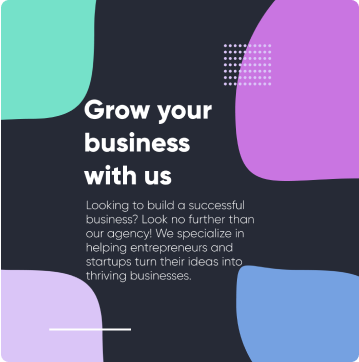 Grow your
business
with us
Looking to build a successful
business? Look no further than
our agency! We specialize in
helping entrepreneurs and
startups turn their ideas into
thriving businesses.